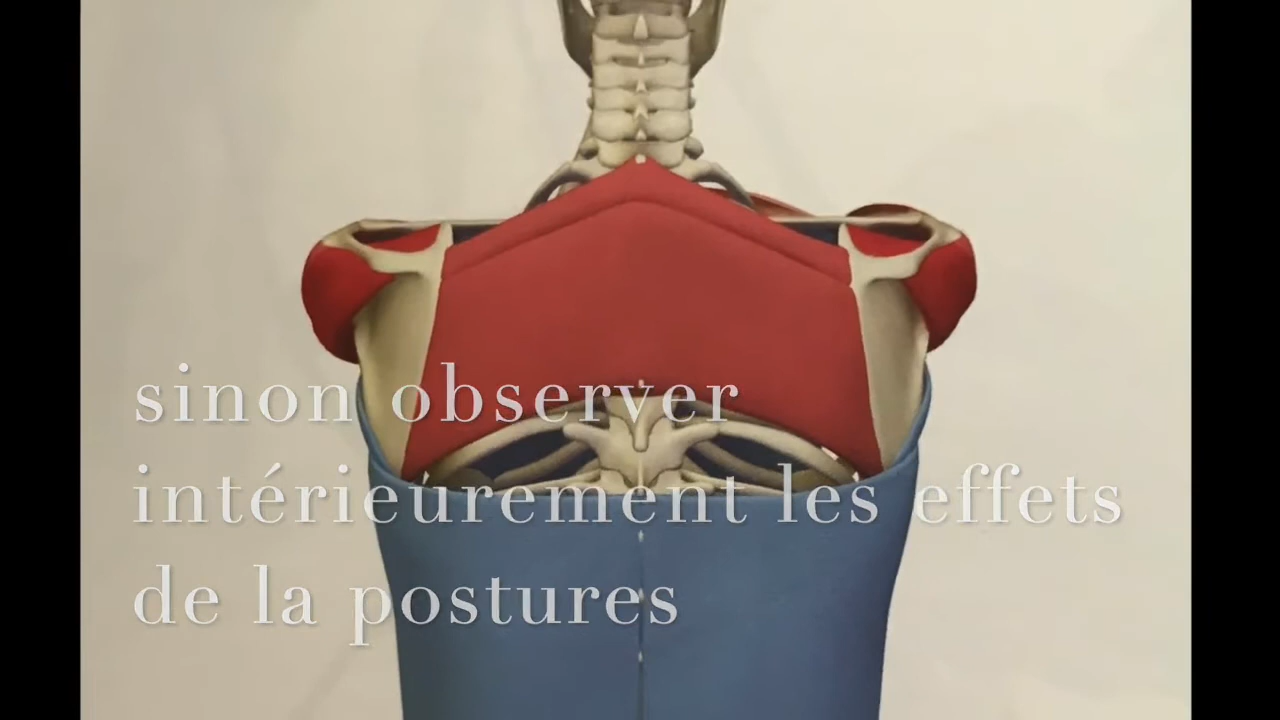 sinon observer
intérieurement les effets
de la postures